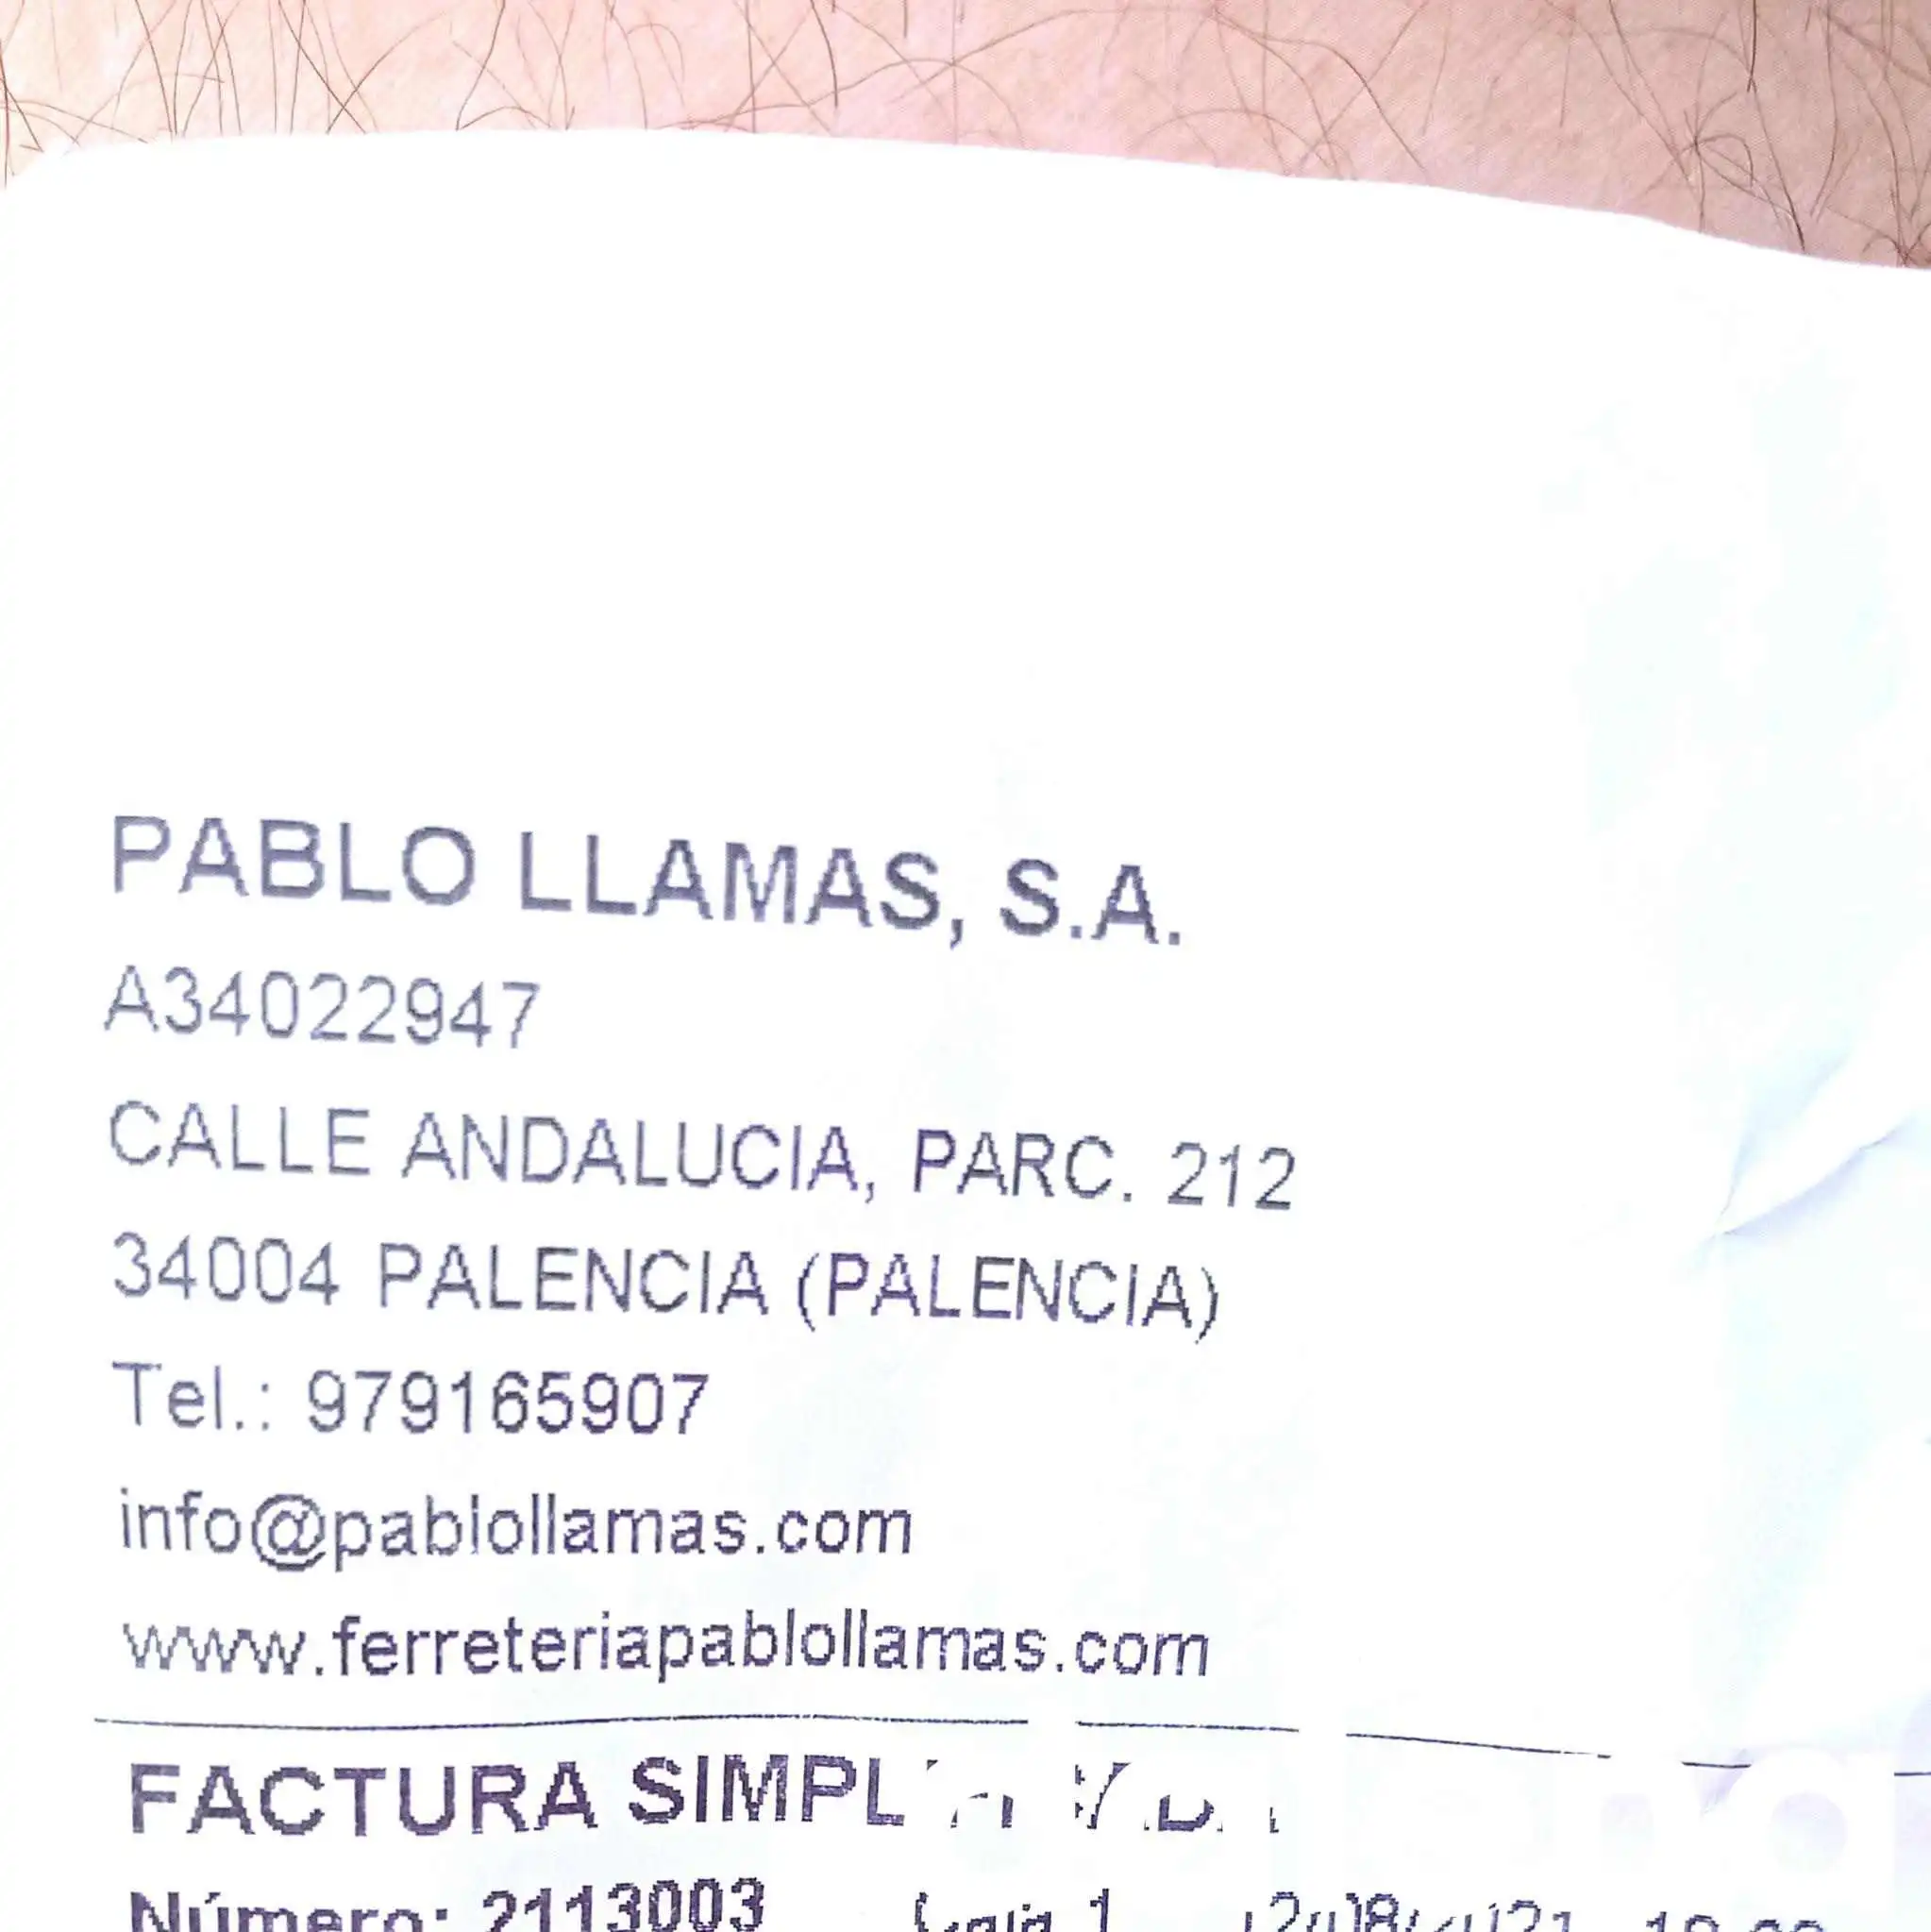 PABLO LLAMAS, S.A.
A34022947
CALLE ANDALUCIA, PARC. 212
34004 PALENCIA (PALENCIA)
Tel.: 979165907
info@pablollamas.com
www.ferreteriapablollamas.com
FACTURA
Número: 2113003 1